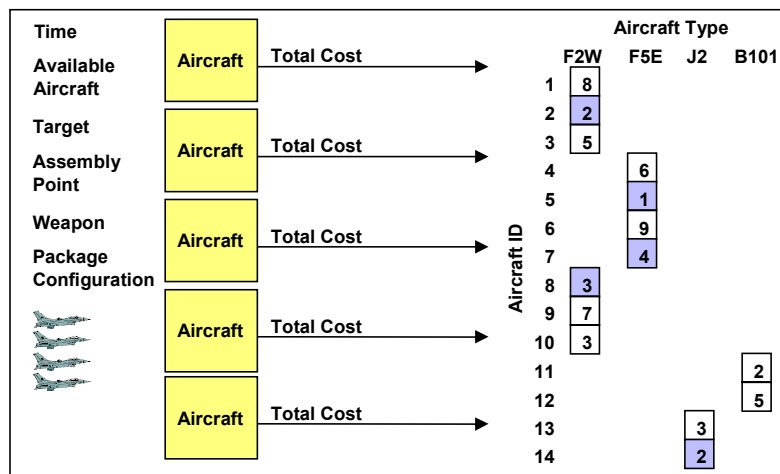 Time
Available
Aircraft
Target
Assembly
Point
Weapon
Package
Configuration
Aircraft
Total Cost
Aircraft
Total Cost
Aircraft
Total Cost
Aircraft
Total Cost
Aircraft
Total Cost
Aircraft Type
F2W F5E J2 B101
Aircraft ID
1 8
2 2
3 5
4 6
5 1
6 9
7 4
8 3
9 7
10 3
11 2
12 5
13 3
14 2